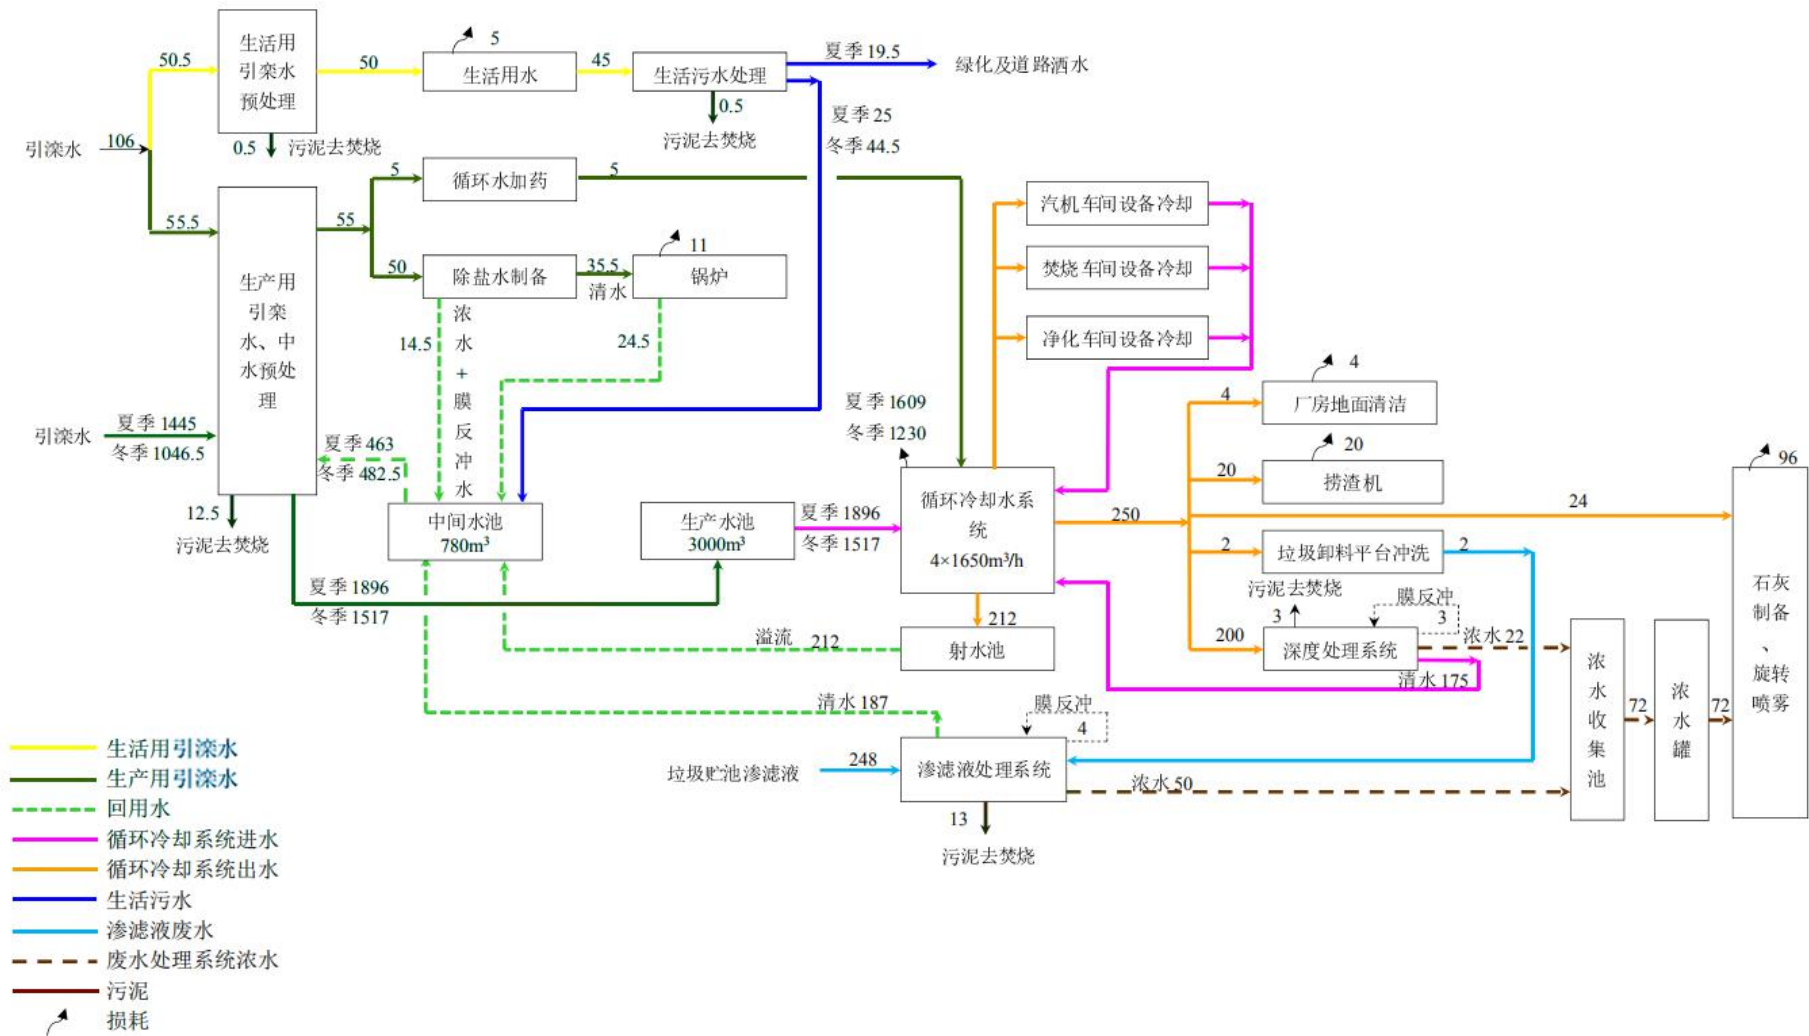 生活用
引栾水
预处理
50.5
50
5
生活用水
45
生活污水处理
夏季 19.5
绿化及道路洒水
引滦水
106
0.5
污泥去焚烧
0.5
污泥去焚烧
夏季 25
冬季 44.5
55.5
55
5
循环水加药
5
50
除盐水制备
35.5
清水
11
锅炉
生产用
引栾
水、中
水预处
理
14.5
浓
水
+
膜
反
冲
水
24.5
引滦水
夏季 1445
冬季 1046.5
夏季 463
冬季 482.5
12.5
污泥去焚烧
中间水池
780m³
生产水池
3000m³
夏季 1896
冬季 1517
夏季 1896
冬季 1517
夏季 1609
冬季 1230
循环冷却水系
统
4×1650m³/h
汽机车间设备冷却
焚烧车间设备冷却
净化车间设备冷却
250
4
4
厂房地面清洁
20
20
捞渣机
24
96
2
垃圾卸料平台冲洗
2
污泥去焚烧
3
膜反冲
3
200
深度处理系统
浓水 22
清水 175
212
射水池
溢流
212
清水 187
膜反冲
4
垃圾贮池渗滤液
248
渗滤液处理系统
浓水 50
13
污泥去焚烧
浓
水
收
集
池
72
浓
水
罐
72
石灰
制备
、
旋转
喷雾
生活用引滦水
生产用引滦水
回用水
循环冷却系统进水
循环冷却系统出水
生活污水
渗滤液废水
废水处理系统浓水
污泥
损耗